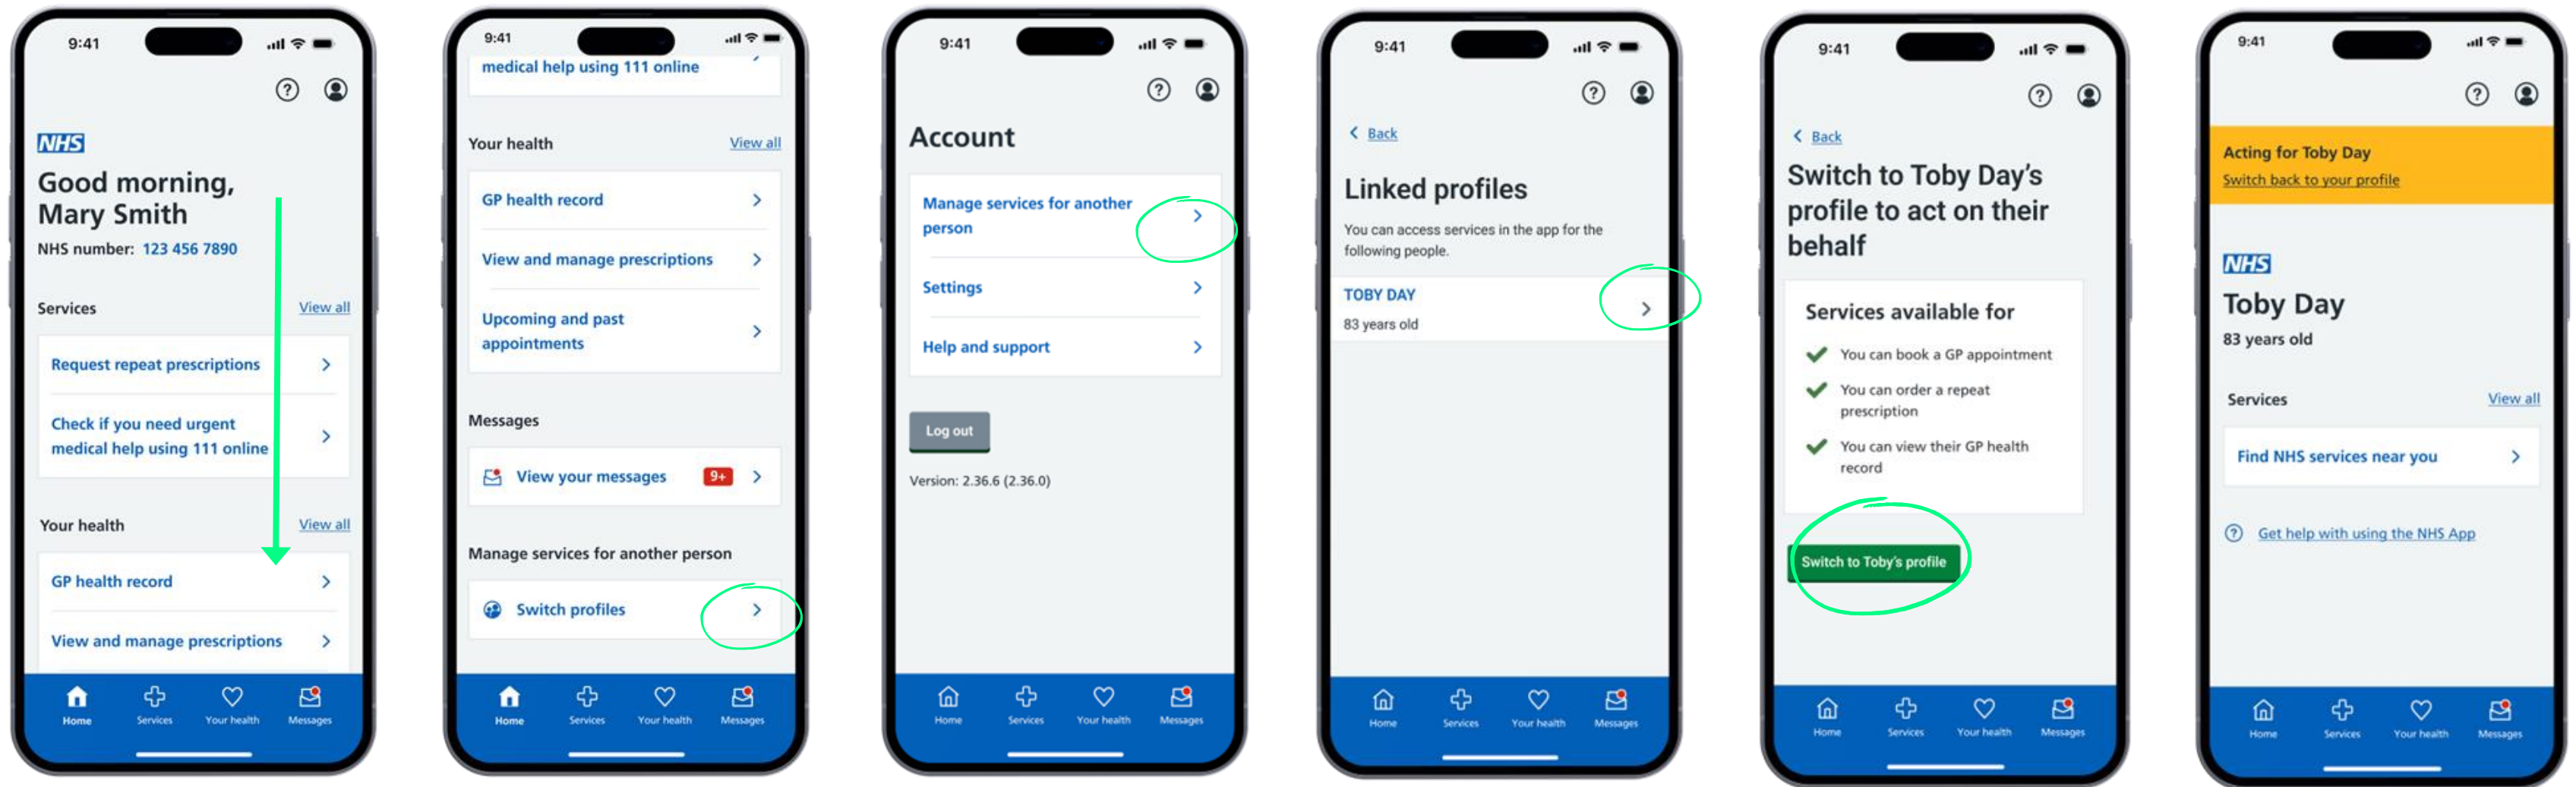 9:41
NHS
Good morning,
Mary Smith
NHS number: 123 456 7890
Services View all
Request repeat prescriptions
Check if you need urgent
medical help using 111 online
Your health View all
GP health record
View and manage prescriptions
Home Services Your health Messages
9:41
medical help using 111 online
Your health View all
GP health record
View and manage prescriptions
Upcoming and past
appointments
Messages
View your messages 9+
Manage services for another person
Switch profiles
Home Services Your health Messages
9:41
Account
Manage services for another
person
Settings
Help and support
Log out
Version: 2.36.6 (2.36.0)
Home Services Your health Messages
9:41
Back
Linked profiles
You can access services in the app for the
following people.
TOBY DAY
83 years old
Home Services Your health Messages
9:41
Back
Switch to Toby Day’s
profile to act on their
behalf
Services available for
You can book a GP appointment
You can order a repeat
prescription
You can view their GP health
record
Switch to Toby’s profile
Home Services Your health Messages
9:41
Acting for Toby Day
Switch back to your profile
NHS
Toby Day
83 years old
Services View all
Find NHS services near you
Get help with using the NHS App
Home Services Your health Messages